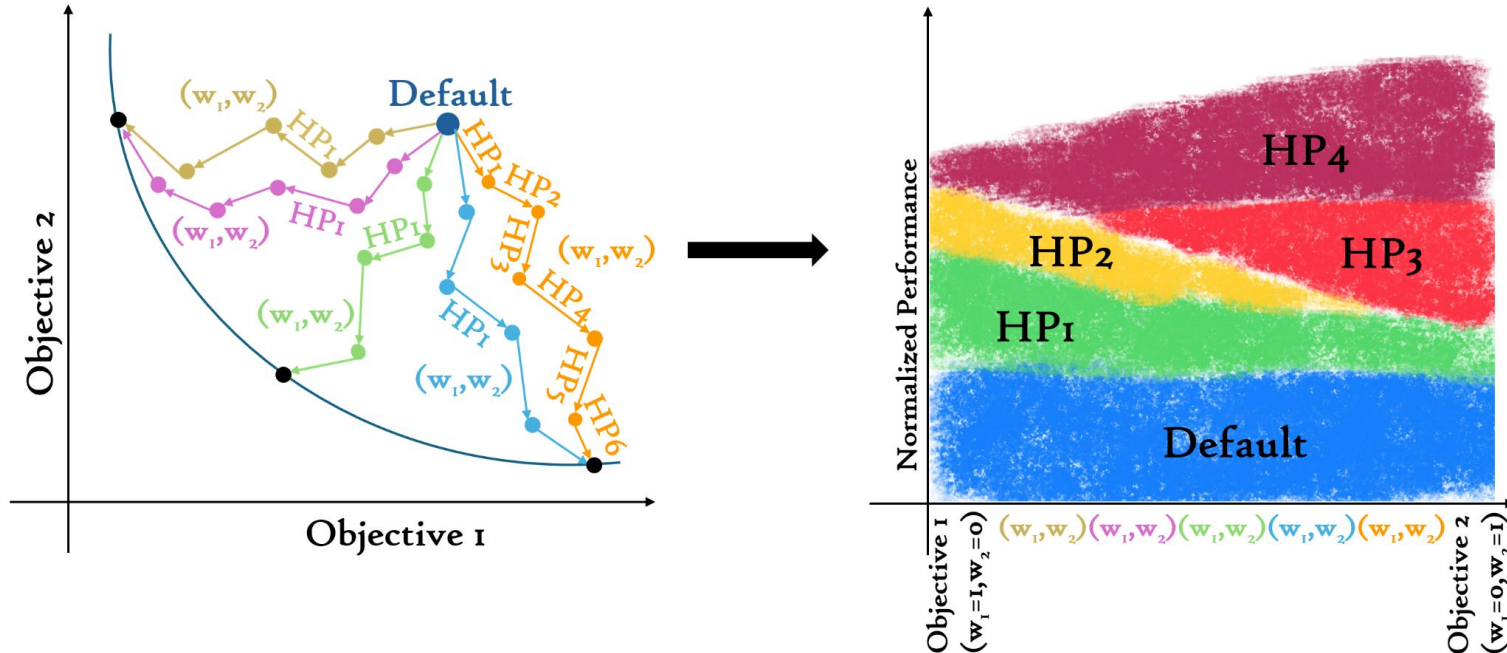 Objective 2
Objective 1
Default
(w₁,w₂)
HP1
(w₁,w₂)
HP1
(w₁,w₂)
HP1
(w₁,w₂)
HP1
(w₁,w₂)
HP1
HP2
HP3
HP4
HP5
HP6
Normalized Performance
HP4
HP3
HP2
HP1
Default
Objective 1
(w₁=1,w₂=0)
(w₁,w₂)(w₁,w₂)(w₁,w₂)(w₁,w₂)(w₁,w₂)
Objective 2
(w₁=0,w₂=1)